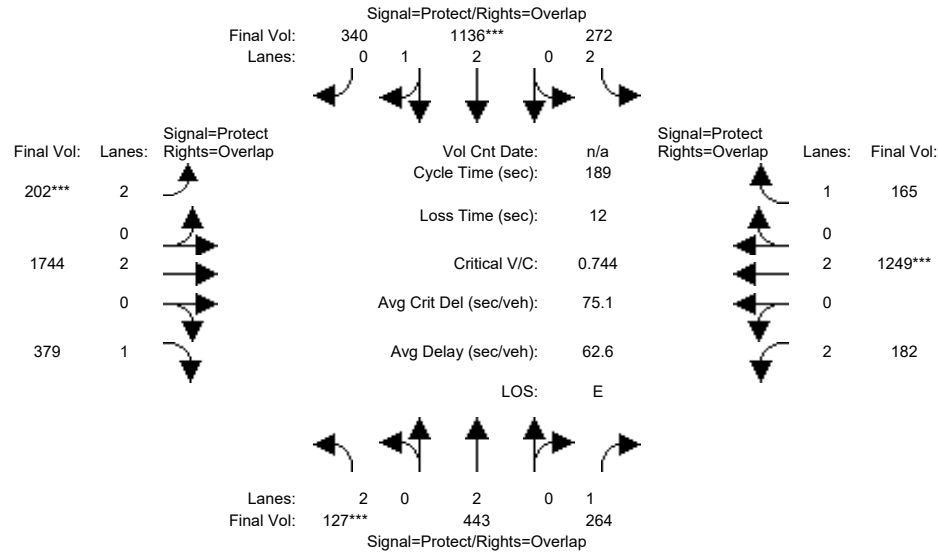 Signal=Protect/Rights=Overlap
Final Vol: 340 1136*** 272
Lanes: 0 1 2 0 2
Signal=Protect
Final Vol: Lanes: Rights=Overlap
Vol Cnt Date: n/a
Signal=Protect
Rights=Overlap Lanes: Final Vol:
Cycle Time (sec): 189
202*** 2
1 165
Loss Time (sec): 12
0
0
1744 2
Critical V/C: 0.744
2 1249***
0
Avg Crit Del (sec/veh): 75.1
0
379 1
Avg Delay (sec/veh): 62.6
2 182
LOS: E
Lanes: 2 0 2 0 1
Final Vol: 127*** 443 264
Signal=Protect/Rights=Overlap